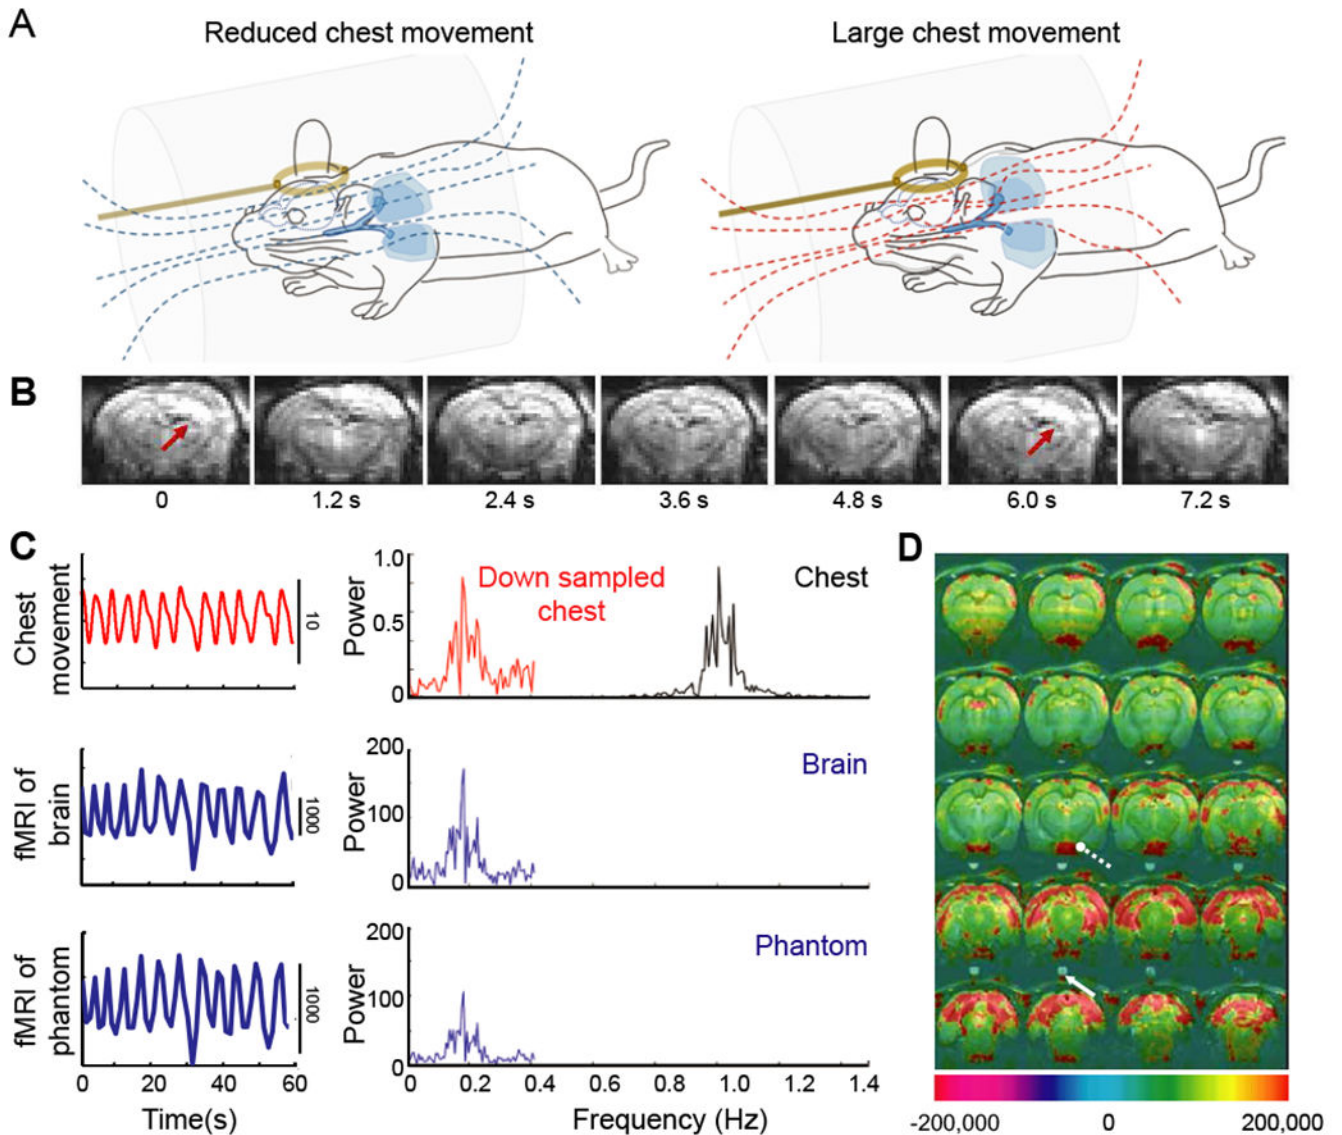 A
Reduced chest movement
Large chest movement
B
0
1.2 s
2.4 s
3.6 s
4.8 s
6.0 s
7.2 s
C
Chest
movement
10
Power
1.0
0.5
0
Down sampled
chest
Chest
fMRI of
brain
1000
Power
200
100
0
Brain
fMRI of
phantom
1000
Power
200
100
0
Phantom
0 20 40 60
Time(s)
0 0.2 0.4 0.6 0.8 1.0 1.2 1.4
Frequency (Hz)
D
-200,000 0 200,000